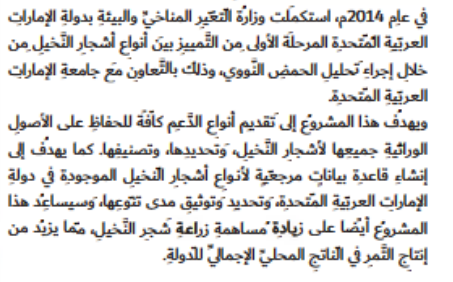 في عام 2014م، استكملت وزارة التّغيّر المناخيّ والبيئة بدولة الإمارات
العربيّة المتّحدة المرحلة الأولى من التّمييز بين أنواع أشجار النّخيل من
خلال إجراء تحليل الحمض النّووي، وذلك بالتّعاون مع جامعة الإمارات
العربيّة المتّحدة.
ويهدف هذا المشروع إلى تقديم أنواع الدّعم كافّة للحفاظ على الأصول
الوراثيّة جميعها لأشجار النّخيل، وتحديدها، وتصنيفها. كما يهدف إلى
إنشاء قاعدة بيانات مرجعيّة لأنواع أشجار النّخيل الموجودة في دولة
الإمارات العربيّة المتّحدة، وتحديد وتوثيق مدى تنوّعها، وسيساعد هذا
المشروع أيضًا على زيادة مساهمة زراعة شجر النّخيل، ممّا يزيد من
إنتاج التّمر في النّاتج المحليّ الإجماليّ للدّولة.